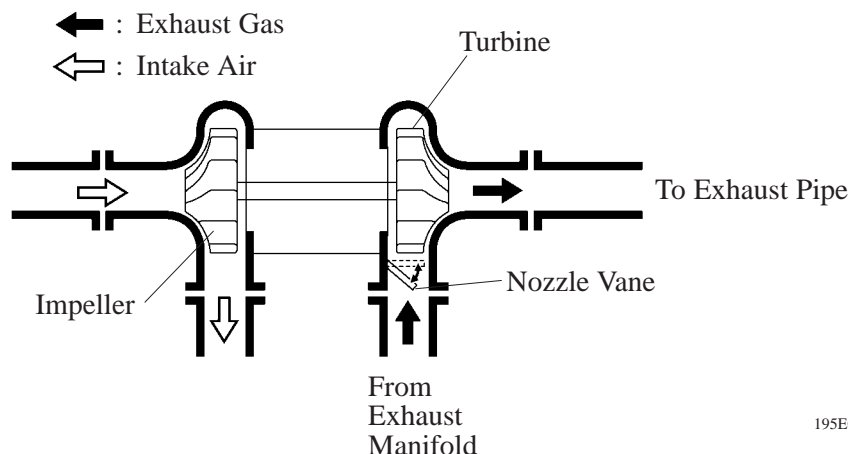 : Exhaust Gas
: Intake Air
Turbine
To Exhaust Pipe
Nozzle Vane
Impeller
From
Exhaust
Manifold
195E